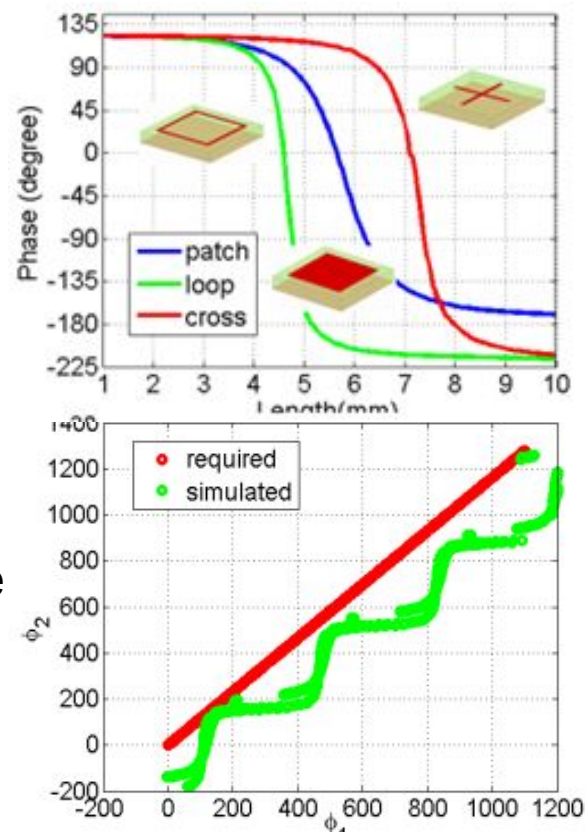 135
90
45
0
-45
-90
-135
-180
-225
Phase (degree)
patch
loop
cross
1 2 3 4 5 6 7 8 9 10
Length(mm)
1400
1200
1000
800
600
400
200
0
-200
ϕ2
required
simulated
e
-200 0 200 400 600 800 1000 1200
ϕ1